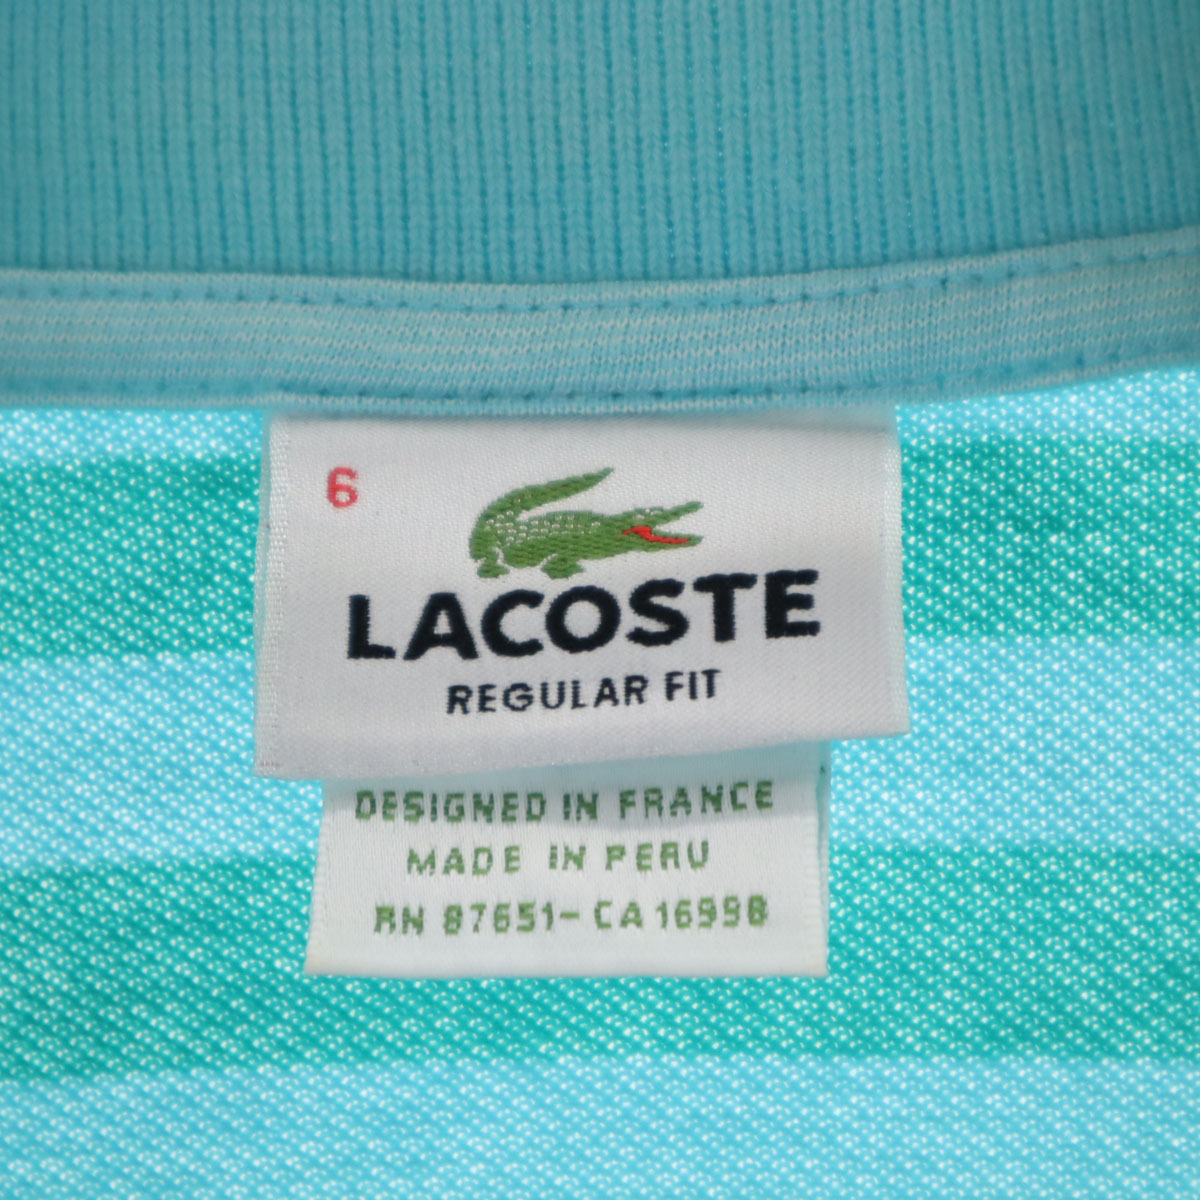 6
LACOSTE
REGULAR FIT
DESIGNED IN FRANCE
MADE IN PERU
RN 87651-CA 16998